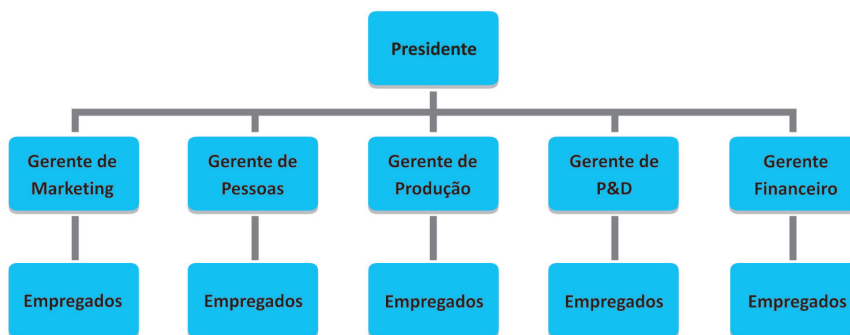 Presidente
Gerente de
Marketing
Gerente de
Pessoas
Gerente de
Produção
Gerente de
P&D
Gerente
Financeiro
Empregados
Empregados
Empregados
Empregados
Empregados